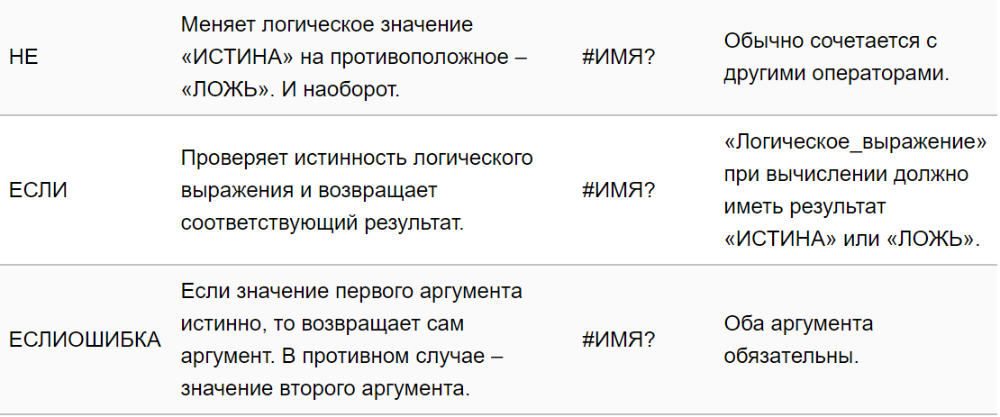 НЕ
Меняет логическое значение
«ИСТИНА» на противоположное –
«ЛОЖЬ». И наоборот.
#ИМЯ?
Обычно сочетается с
другими операторами.
ЕСЛИ
Проверяет истинность логического
выражения и возвращает
соответствующий результат.
#ИМЯ?
«Логическое_выражение»
при вычислении должно
иметь результат
«ИСТИНА» или «ЛОЖЬ».
ЕСЛИОШИБКА
Если значение первого аргумента
истинно, то возвращает сам
аргумент. В противном случае –
значение второго аргумента.
#ИМЯ?
Оба аргумента
обязательны.